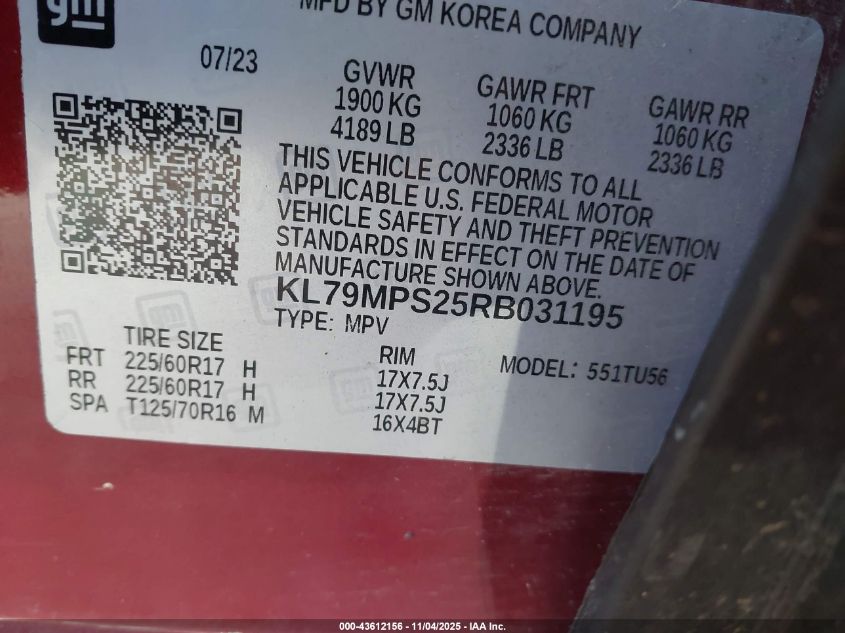 gm
MFD BY GM KOREA COMPANY
07/23
GVWR
1900 KG
4189 LB
GAWR FRT
1060 KG
2336 LB
GAWR RR
1060 KG
2336 LB
THIS VEHICLE CONFORMS TO ALL
APPLICABLE U.S. FEDERAL MOTOR
VEHICLE SAFETY AND THEFT PREVENTION
STANDARDS IN EFFECT ON THE DATE OF
MANUFACTURE SHOWN ABOVE.
KL79MPS25RB031195
TYPE: MPV
TIRE SIZE
FRT 225/60R17 H
RR 225/60R17 H
SPA T125/70R16 M
RIM
17X7.5J
17X7.5J
16X4BT
MODEL: 551TU56
000-43612156 - 11/04/2025 - IAA Inc.